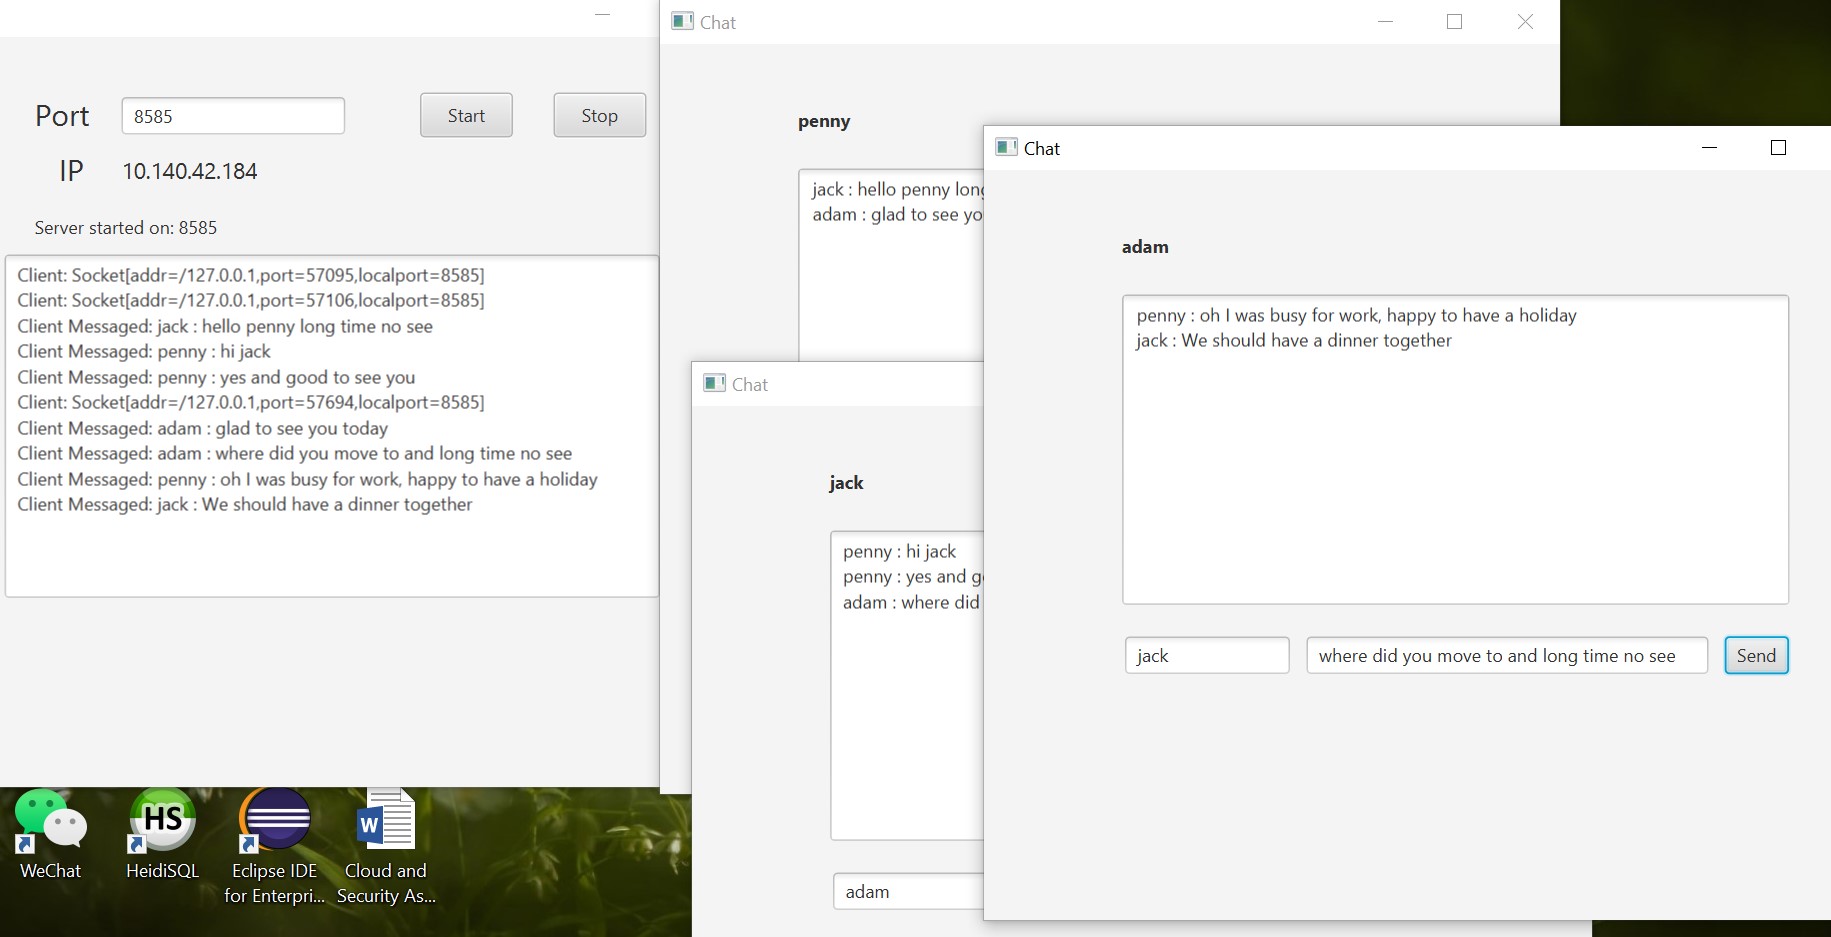 Port
8585
Start
Stop
IP
10.140.42.184
Server started on: 8585
Client: Socket[addr=/127.0.0.1,port=57095,localport=8585]
Client: Socket[addr=/127.0.0.1,port=57106,localport=8585]
Client Messaged: jack : hello penny long time no see
Client Messaged: penny : hi jack
Client Messaged: penny : yes and good to see you
Client: Socket[addr=/127.0.0.1,port=57694,localport=8585]
Client Messaged: adam : glad to see you today
Client Messaged: adam : where did you move to and long time no see
Client Messaged: penny : oh I was busy for work, happy to have a holiday
Client Messaged: jack : We should have a dinner together
Chat
penny
jack : hello penny long
adam : glad to see yo
Chat
jack
penny : hi jack
penny : yes and g
adam : where did
adam
Chat
adam
penny : oh I was busy for work, happy to have a holiday
jack : We should have a dinner together
jack
where did you move to and long time no see
Send
WeChat
HS
HeidiSQL
Eclipse IDE
for Enterpri...
W
Cloud and
Security As...